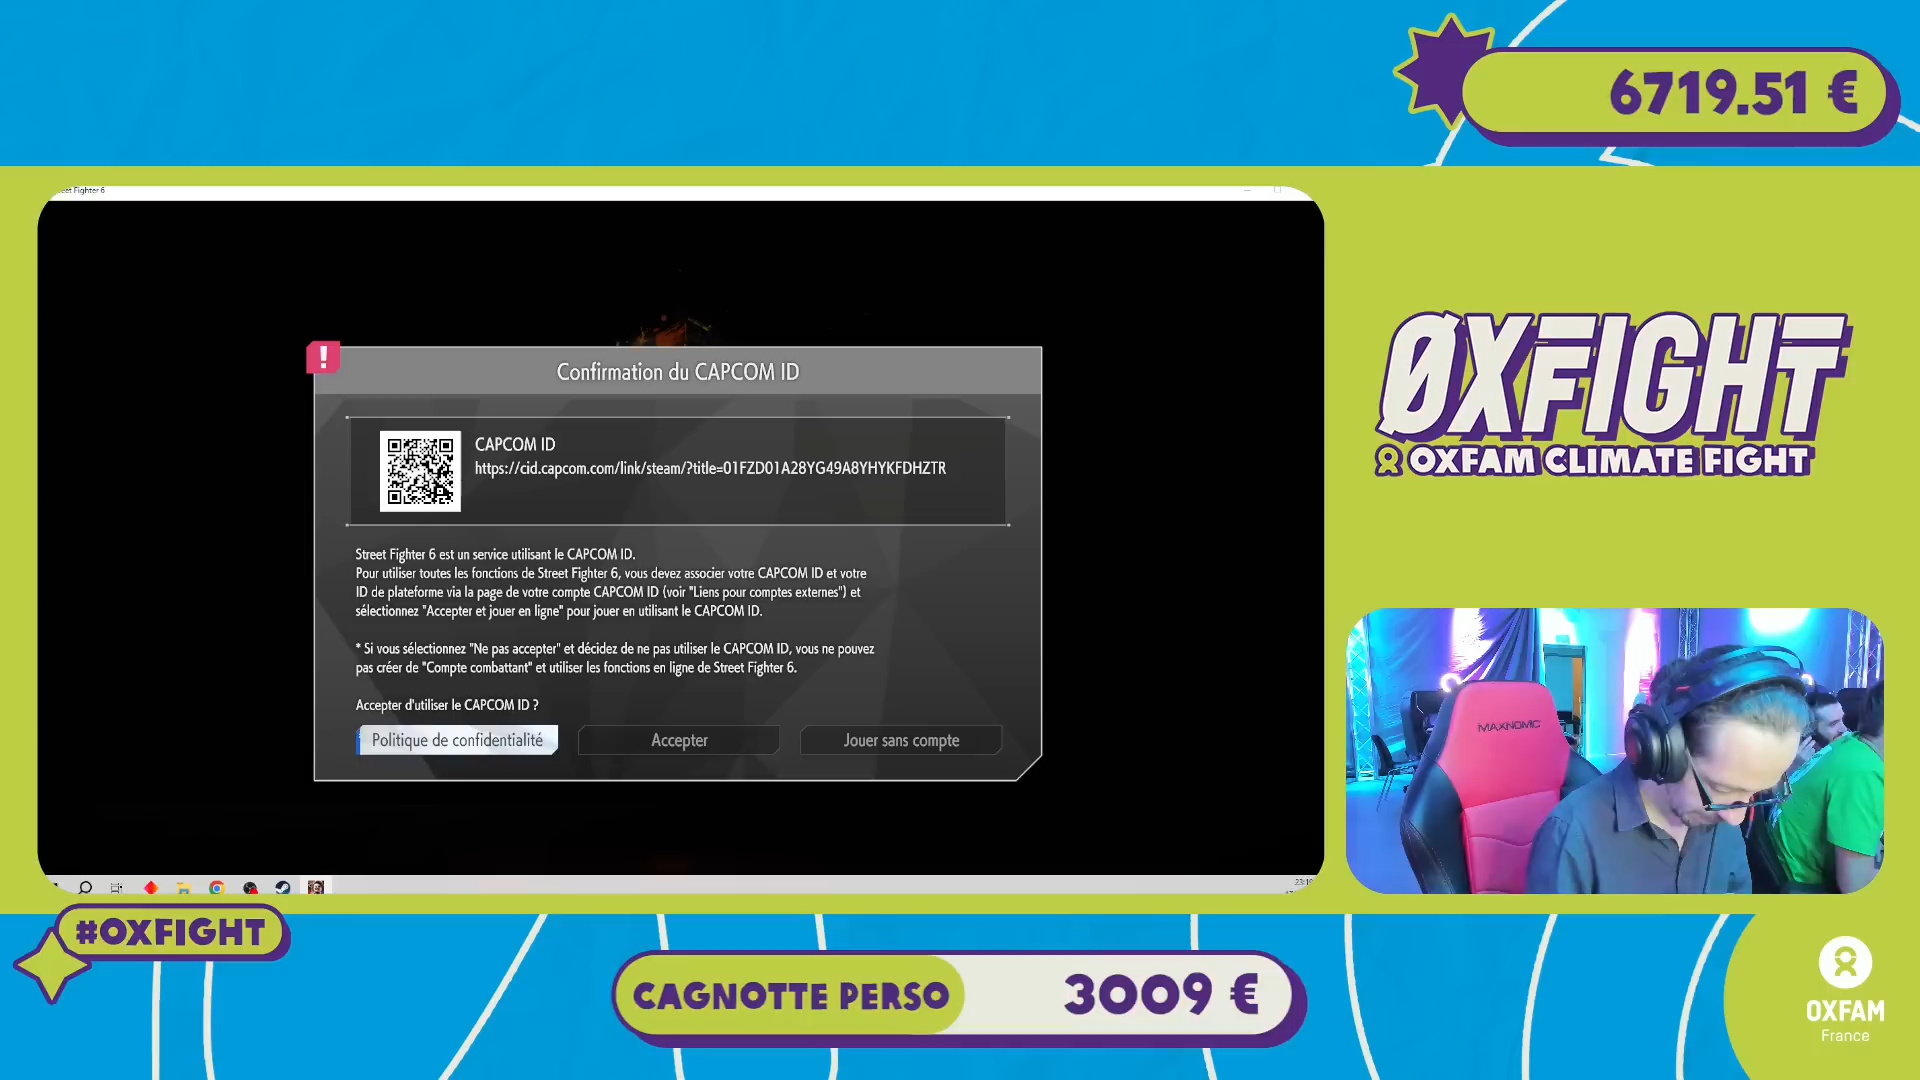 6719.51 €
Street Fighter 6
!
Confirmation du CAPCOM ID
CAPCOM ID
https://cid.capcom.com/link/steam/?title=01FZD01A28YG49A8YHYKFDHZTR
Street Fighter 6 est un service utilisant le CAPCOM ID.
Pour utiliser toutes les fonctions de Street Fighter 6, vous devez associer votre CAPCOM ID et votre
ID de plateforme via la page de votre compte CAPCOM ID (voir "Liens pour comptes externes") et
sélectionnez "Accepter et jouer en ligne" pour jouer en utilisant le CAPCOM ID.
* Si vous sélectionnez "Ne pas accepter" et décidez de ne pas utiliser le CAPCOM ID, vous ne pouvez
pas créer de "Compte combattant" et utiliser les fonctions en ligne de Street Fighter 6.
Accepter d'utiliser le CAPCOM ID ?
Politique de confidentialité
Accepter
Jouer sans compte
ØXFIGHT
OXFAM CLIMATE FIGHT
MAXNOMIC
#OXFIGHT
CAGNOTTE PERSO
3009 €
OXFAM
France